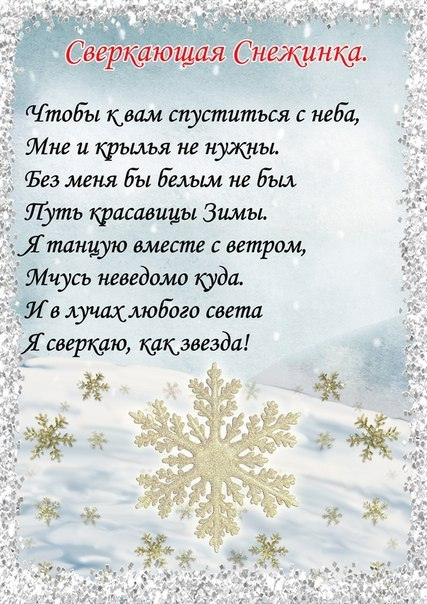 Сверкающая Снежинка.
Чтобы к вам спуститься с неба,
Мне и крылья не нужны.
Без меня бы белым не был
Путь красавицы Зимы.
Я танцую вместе с ветром,
Мчусь неведомо куда.
И в лучах любого света
Я сверкаю, как звезда!